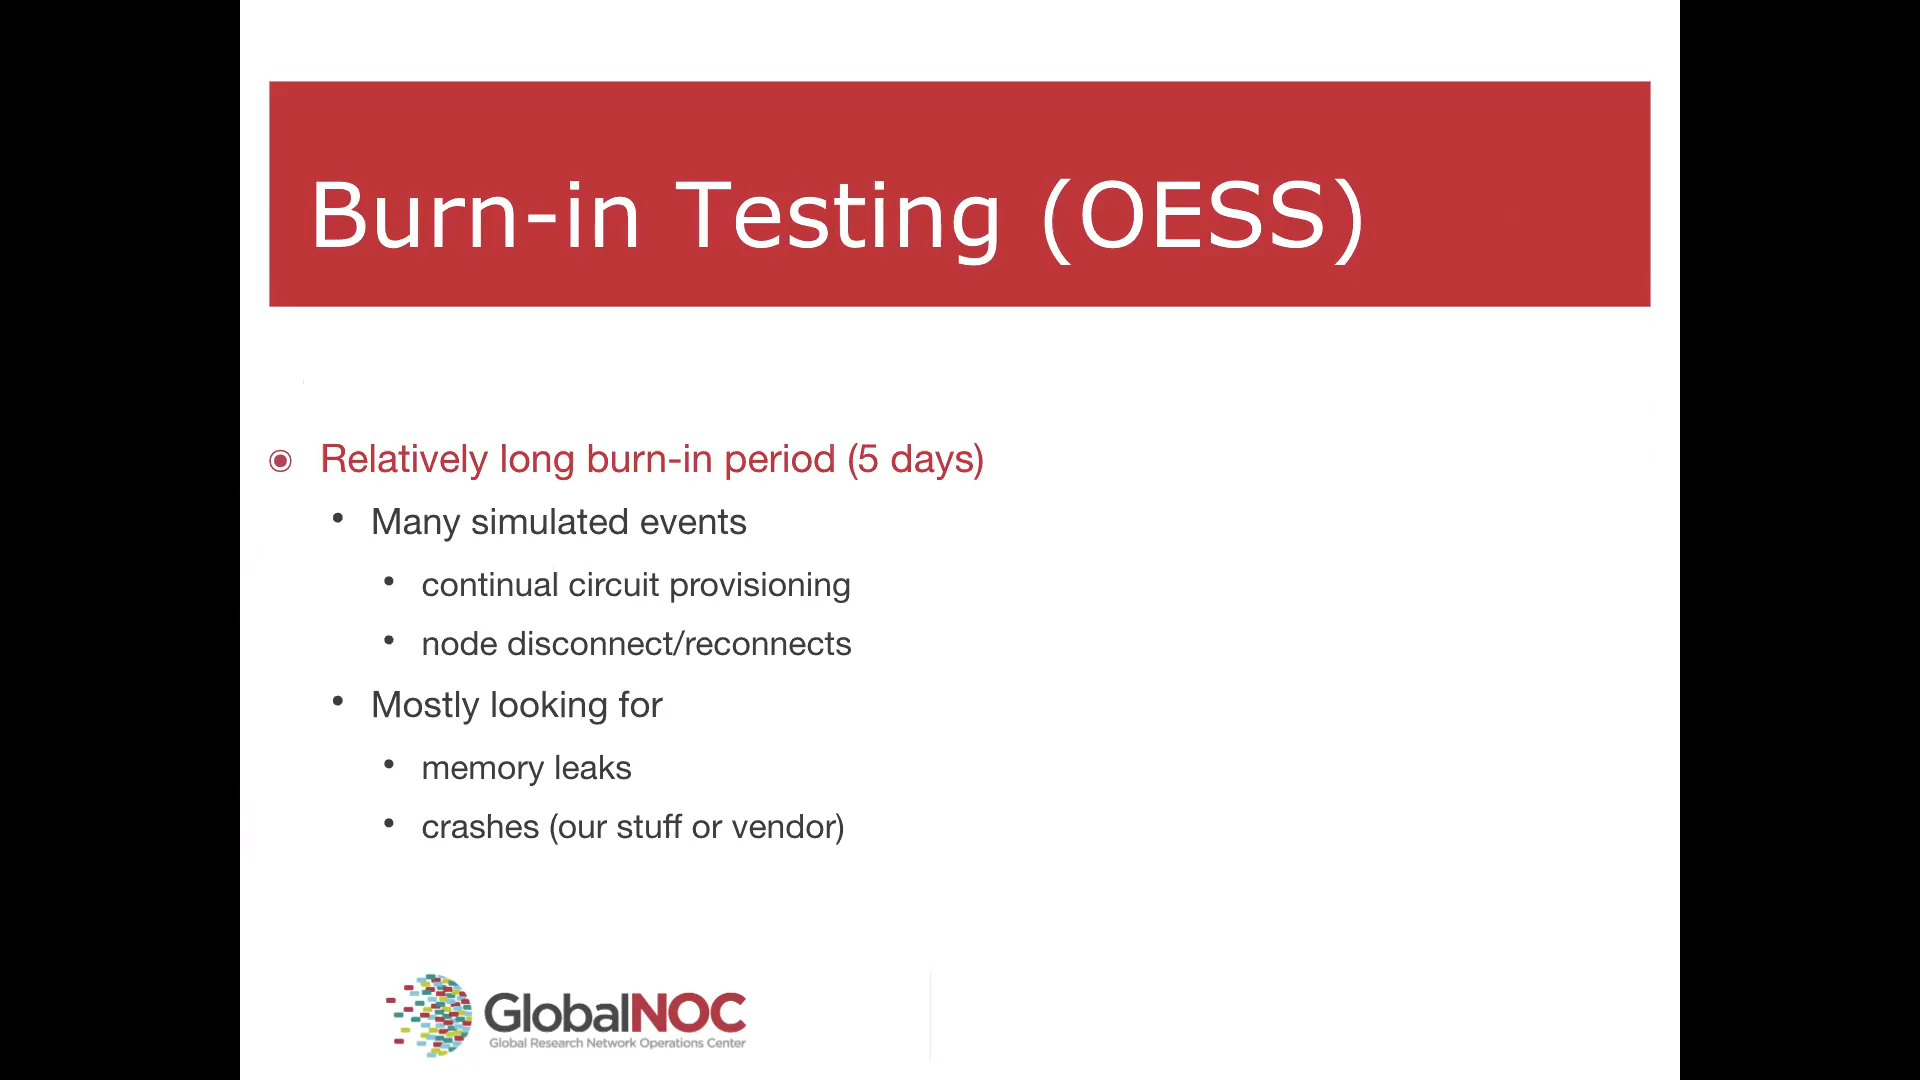 Burn-in Testing (OESS)
Relatively long burn-in period (5 days)
Many simulated events
continual circuit provisioning
node disconnect/reconnects
Mostly looking for
memory leaks
crashes (our stuff or vendor)
GlobalNOC
Global Research Network Operations Center